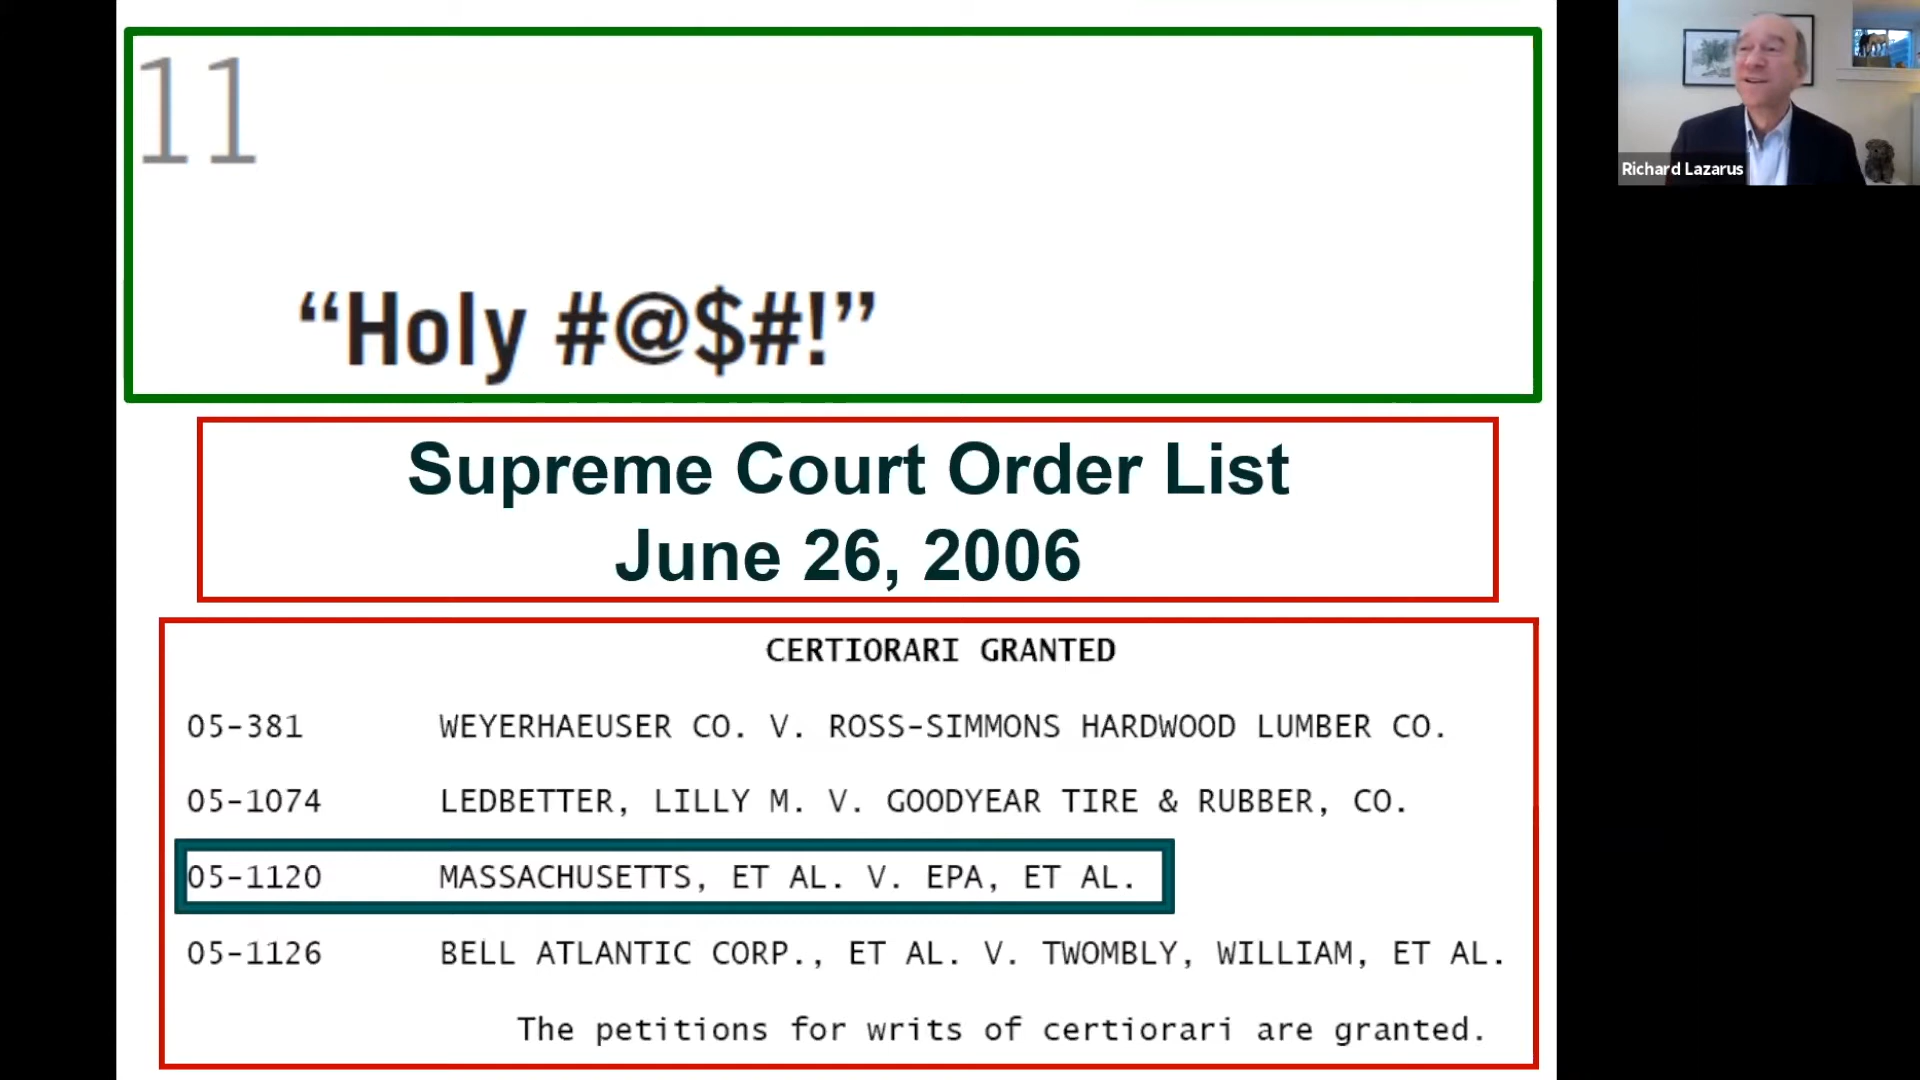 11
“Holy #@$#!”
Supreme Court Order List
June 26, 2006
CERTIORARI GRANTED
05-381 WEYERHAEUSER CO. V. ROSS-SIMMONS HARDWOOD LUMBER CO.
05-1074 LEDBETTER, LILLY M. V. GOODYEAR TIRE & RUBBER, CO.
05-1120 MASSACHUSETTS, ET AL. V. EPA, ET AL.
05-1126 BELL ATLANTIC CORP., ET AL. V. TWOMBLY, WILLIAM, ET AL.
The petitions for writs of certiorari are granted.
Richard Lazarus